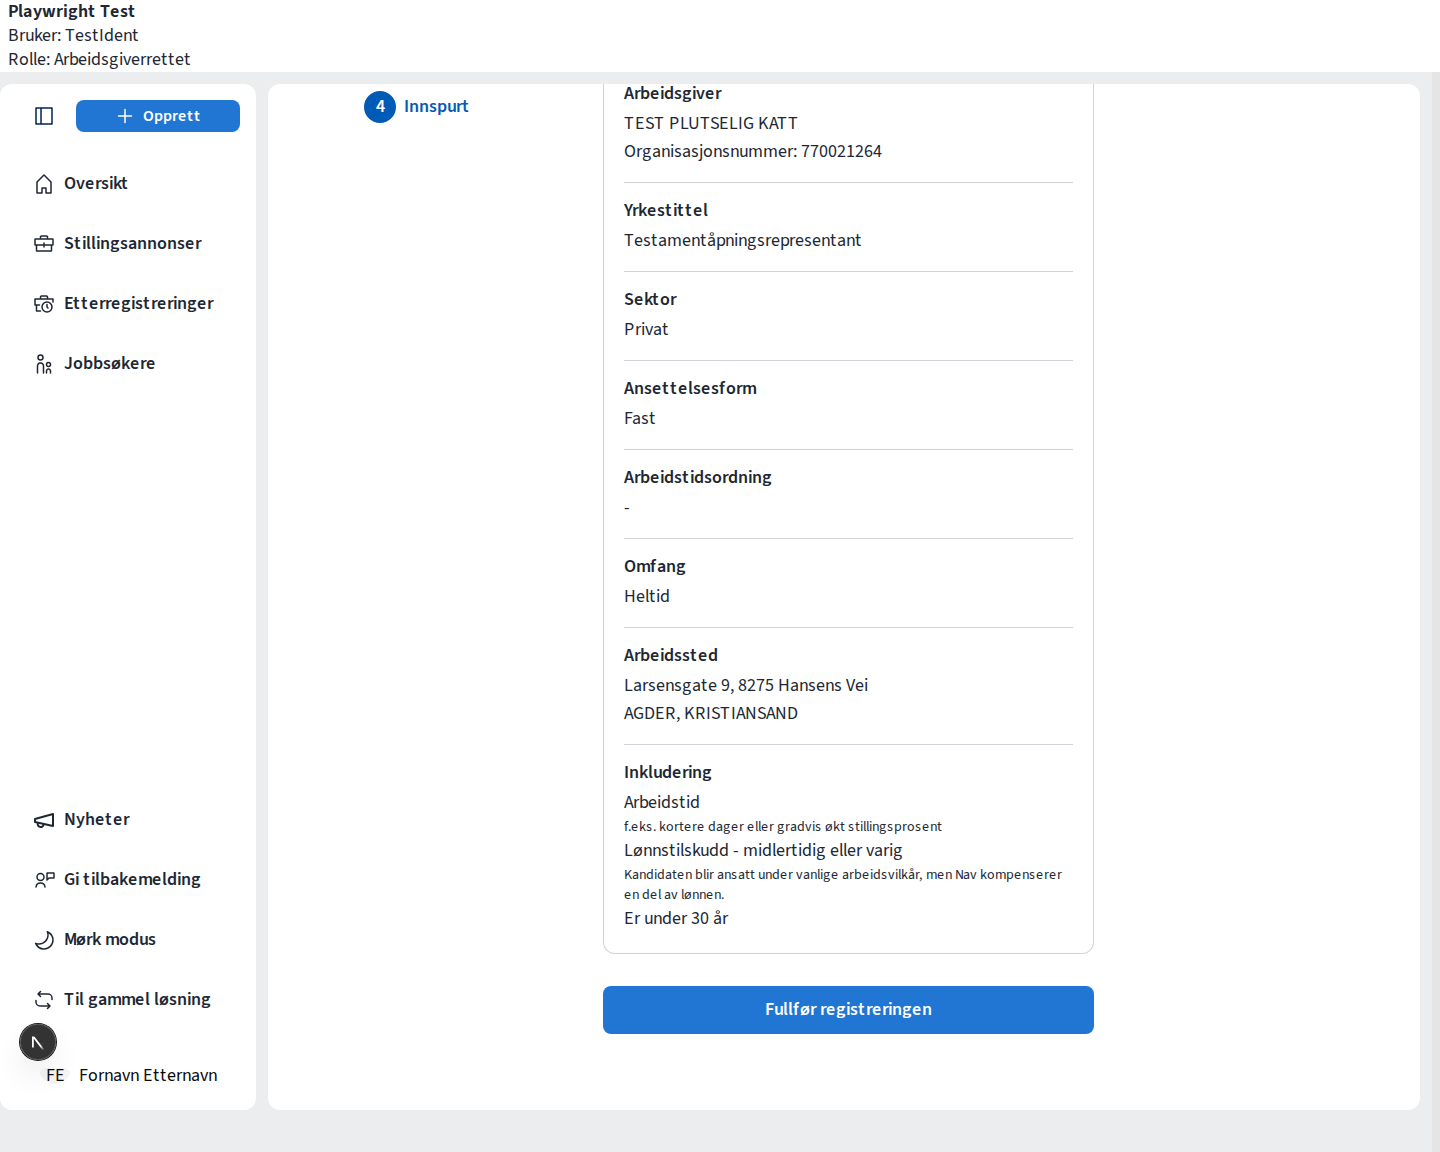 Playwright Test
Bruker: TestIdent
Rolle: Arbeidsgiverrettet
Opprett
Oversikt
Stillingsannonser
Etterregistreringer
Jobbsøkere
Nyheter
Gi tilbakemelding
Mørk modus
Til gammel løsning
FE Fornavn Etternavn
4 Innspurt
Arbeidsgiver
TEST PLUTSELIG KATT
Organisasjonsnummer: 770021264
Yrkestittel
Testamentåpningsrepresentant
Sektor
Privat
Ansettelsesform
Fast
Arbeidstidsordning
-
Omfang
Heltid
Arbeidssted
Larsensgate 9, 8275 Hansens Vei
AGDER, KRISTIANSAND
Inkludering
Arbeidstid
f.eks. kortere dager eller gradvis økt stillingsprosent
Lønnstilskudd - midlertidig eller varig
Kandidaten blir ansatt under vanlige arbeidsvilkår, men Nav kompenserer
en del av lønnen.
Er under 30 år
Fullfør registreringen